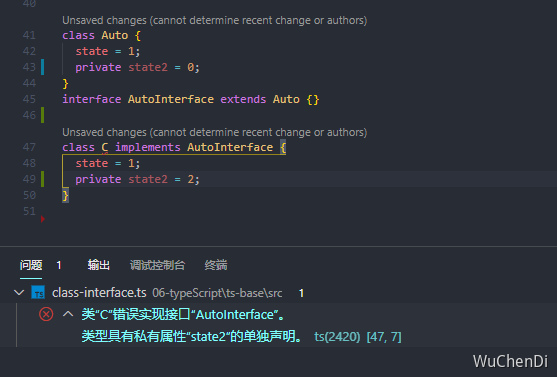 40
Unsaved changes (cannot determine recent change or authors)
41 class Auto {
42 state = 1;
43 private state2 = 0;
44 }
45 interface AutoInterface extends Auto {}
46
Unsaved changes (cannot determine recent change or authors)
47 class C implements AutoInterface {
48 state = 1;
49 private state2 = 2;
50 }
51
问题 1 输出 调试控制台 终端
TS class-interface.ts 06-typeScript\ts-base\src 1
类“C”错误实现接口“AutoInterface”。
类型具有私有属性“state2”的单独声明。 ts(2420) [47, 7]
WuChenDi